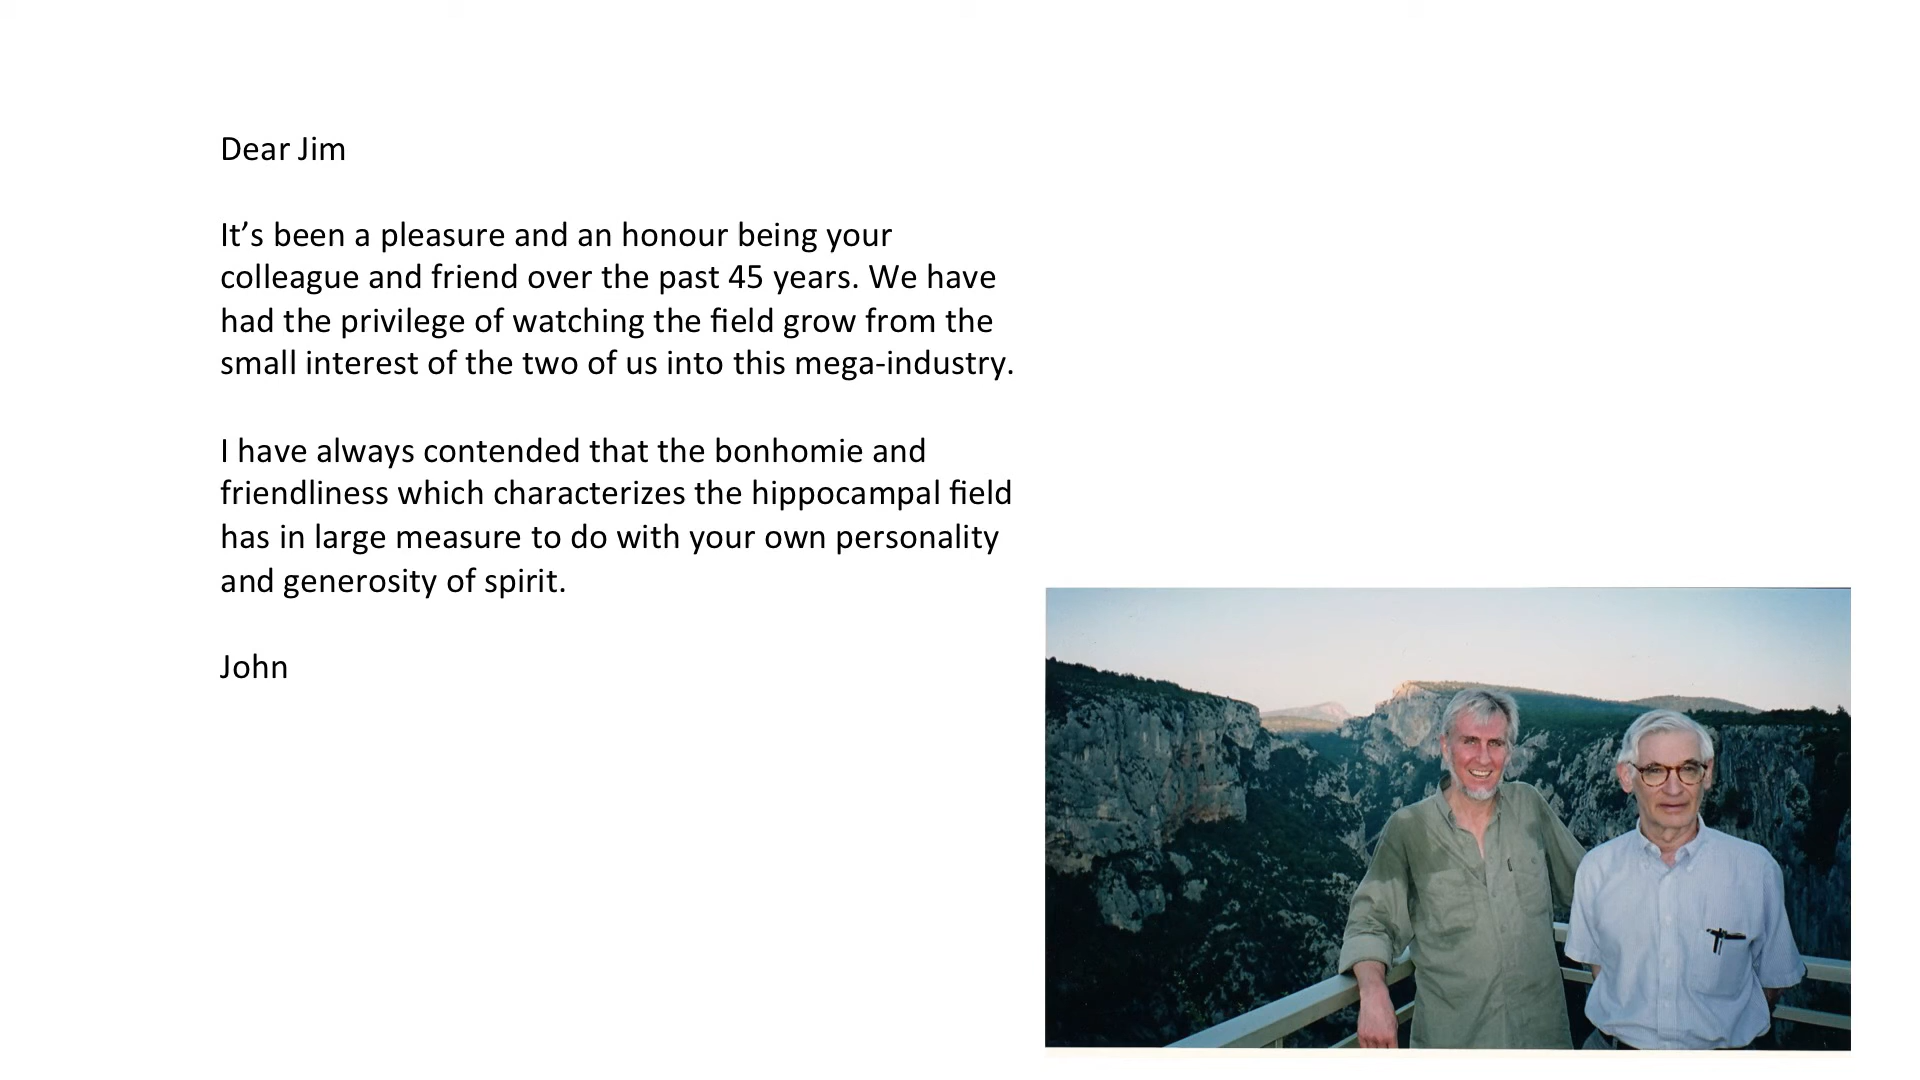 Dear Jim
It’s been a pleasure and an honour being your
colleague and friend over the past 45 years. We have
had the privilege of watching the field grow from the
small interest of the two of us into this mega-industry.
I have always contended that the bonhomie and
friendliness which characterizes the hippocampal field
has in large measure to do with your own personality
and generosity of spirit.
John